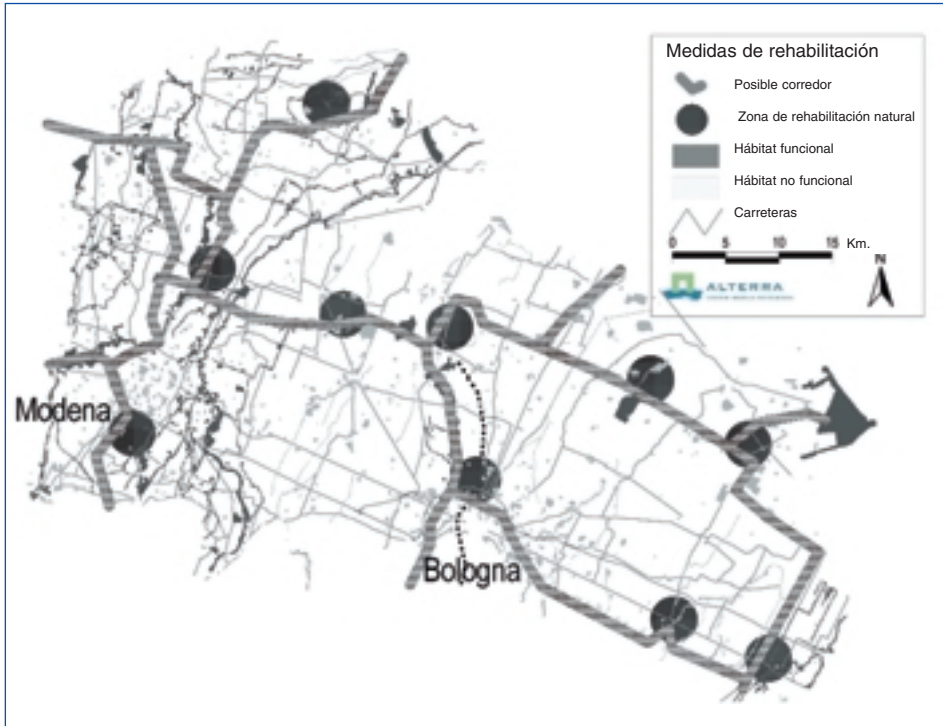 Medidas de rehabilitación
Posible corredor
Zona de rehabilitación natural
Hábitat funcional
Hábitat no funcional
Carreteras
0 5 10 15 Km.
N
ALTERRA
Modena
Bologna